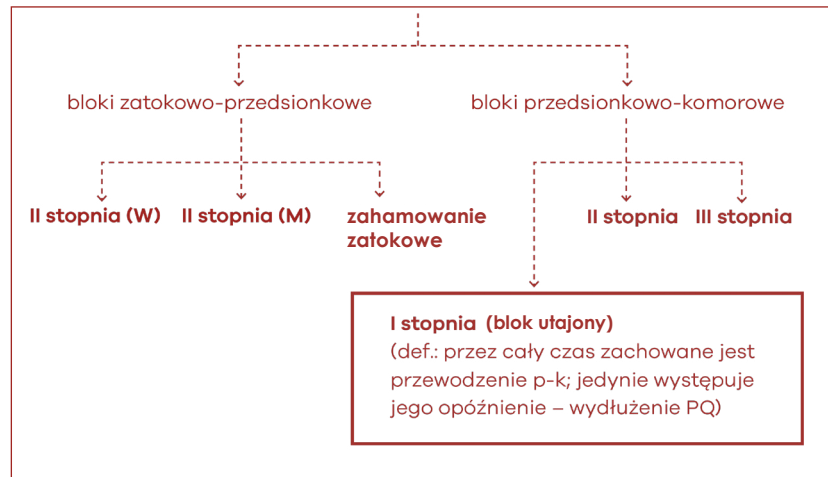 bloki zatokowo-przedsionkowe
bloki przedsionkowo-komorowe
II stopnia (W)
II stopnia (M)
zahamowanie
zatokowe
II stopnia
III stopnia
I stopnia (blok utajony)
(def.: przez cały czas zachowane jest
przewodzenie p-k; jedynie występuje
jego opóźnienie – wydłużenie PQ)